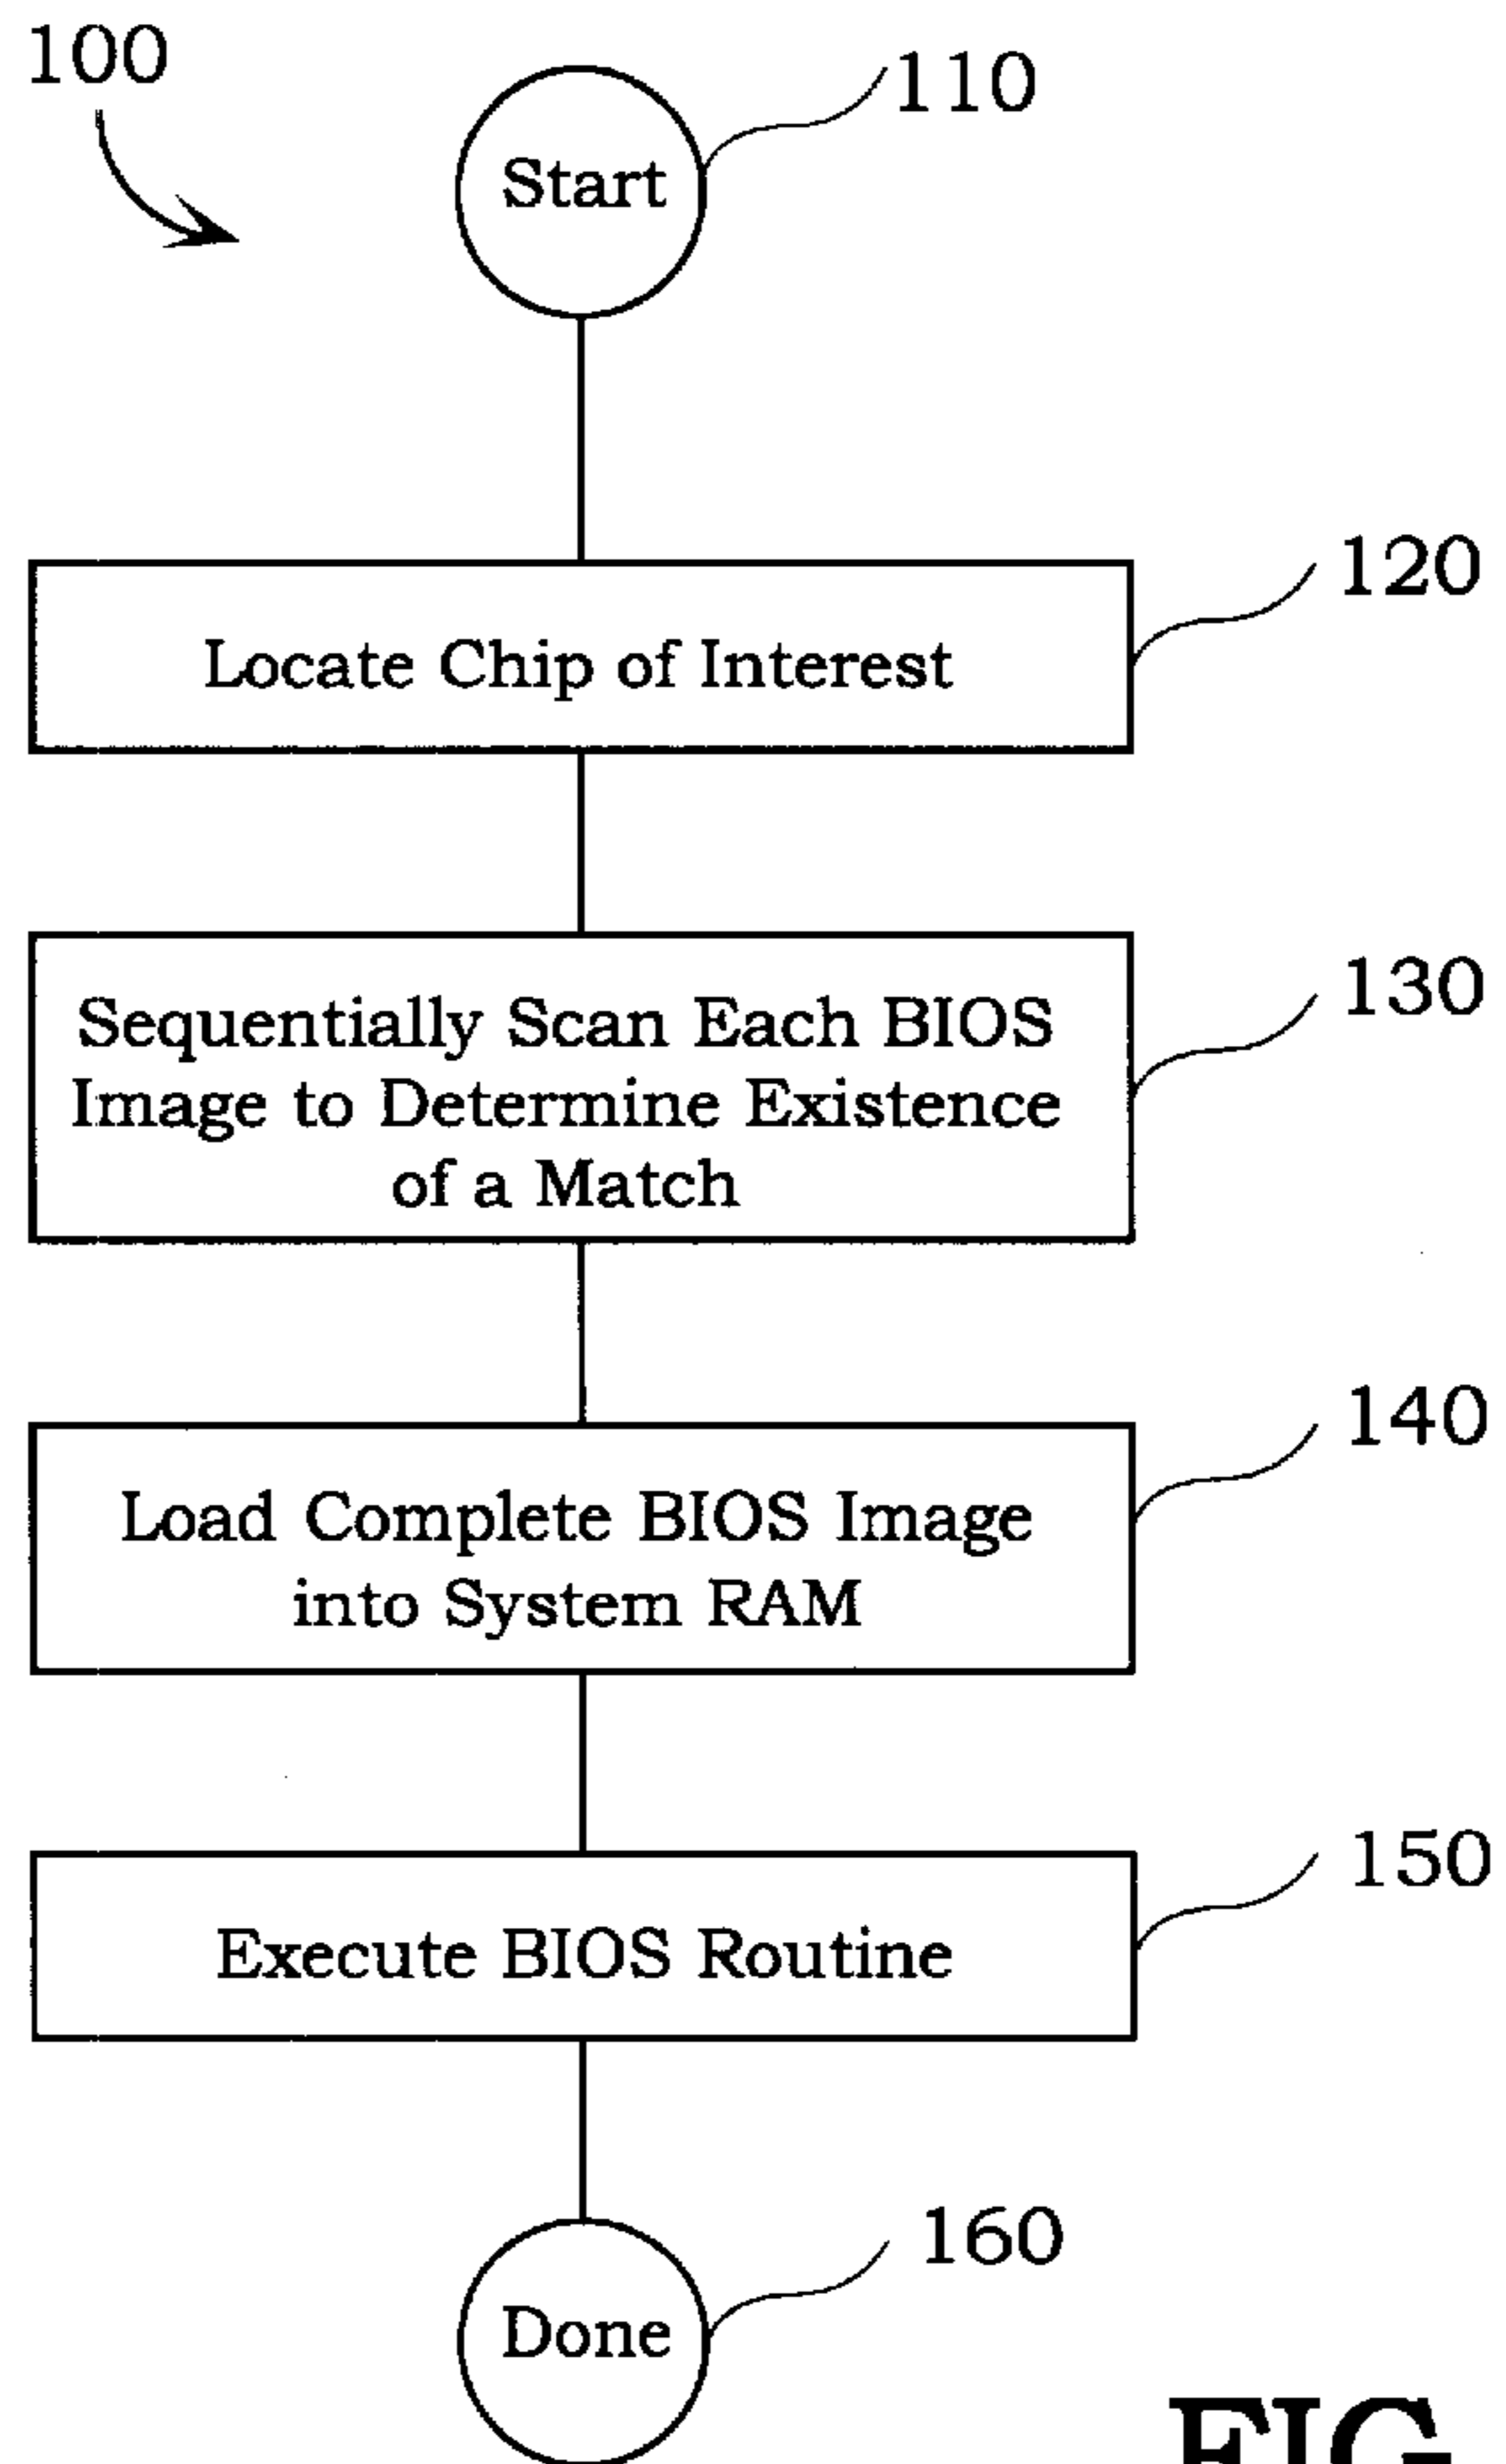 100
110
Start
120
Locate Chip of Interest
130
Sequentially Scan Each BIOS
Image to Determine Existence
of a Match
140
Load Complete BIOS Image
into System RAM
150
Execute BIOS Routine
160
Done
FIG